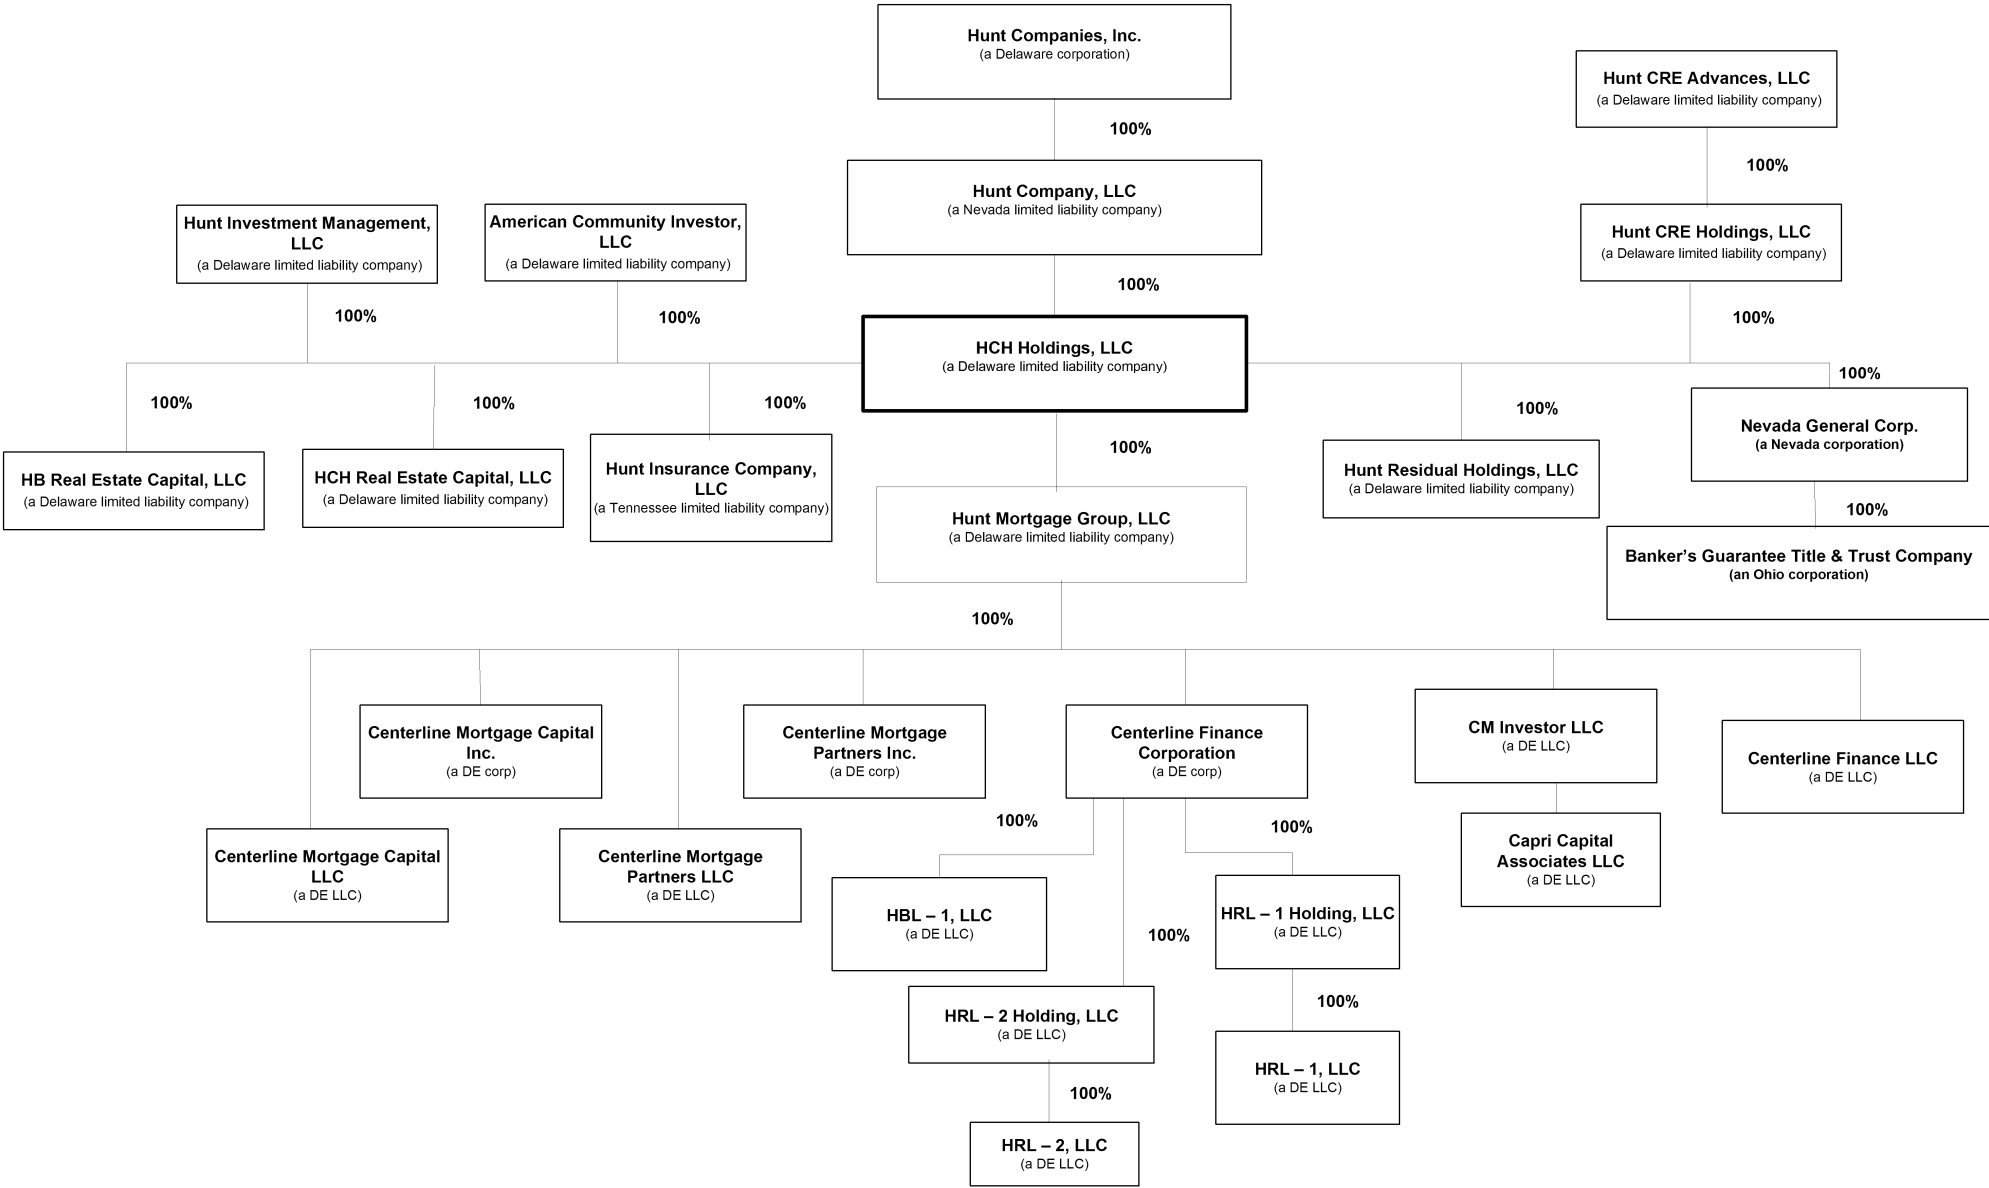 Hunt Companies, Inc.
(a Delaware corporation)
Hunt CRE Advances, LLC
(a Delaware limited liability company)
100%
100%
Hunt Company, LLC
(a Nevada limited liability company)
Hunt Investment Management,
LLC
(a Delaware limited liability company)
American Community Investor,
LLC
(a Delaware limited liability company)
Hunt CRE Holdings, LLC
(a Delaware limited liability company)
100%
100%
100%
100%
HCH Holdings, LLC
(a Delaware limited liability company)
100%
100%
100%
100%
100%
100%
Nevada General Corp.
(a Nevada corporation)
HB Real Estate Capital, LLC
(a Delaware limited liability company)
HCH Real Estate Capital, LLC
(a Delaware limited liability company)
Hunt Insurance Company,
LLC
(a Tennessee limited liability company)
Hunt Residual Holdings, LLC
(a Delaware limited liability company)
100%
Hunt Mortgage Group, LLC
(a Delaware limited liability company)
Banker’s Guarantee Title & Trust Company
(an Ohio corporation)
100%
Centerline Mortgage Capital
Inc.
(a DE corp)
Centerline Mortgage
Partners Inc.
(a DE corp)
Centerline Finance
Corporation
(a DE corp)
CM Investor LLC
(a DE LLC)
Centerline Finance LLC
(a DE LLC)
100%
100%
Centerline Mortgage Capital
LLC
(a DE LLC)
Centerline Mortgage
Partners LLC
(a DE LLC)
Capri Capital
Associates LLC
(a DE LLC)
HBL – 1, LLC
(a DE LLC)
HRL – 1 Holding, LLC
(a DE LLC)
100%
100%
HRL – 2 Holding, LLC
(a DE LLC)
HRL – 1, LLC
(a DE LLC)
100%
HRL – 2, LLC
(a DE LLC)